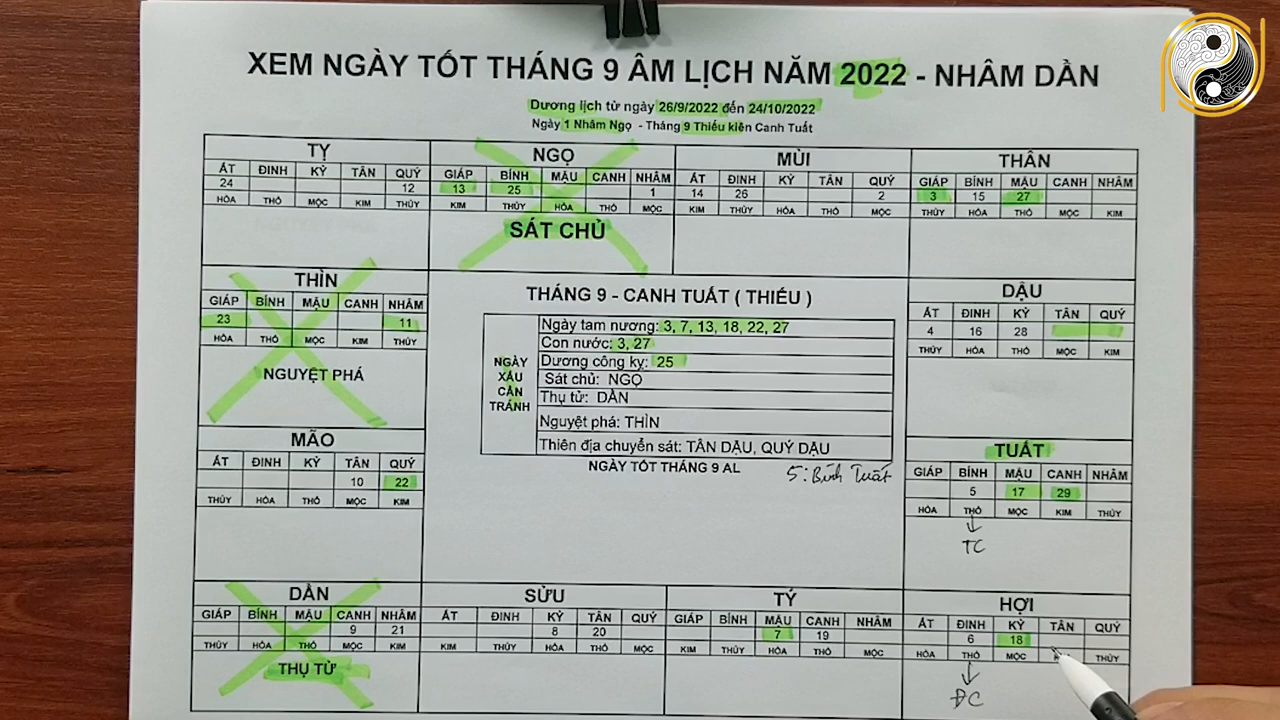 XEM NGÀY TỐT THÁNG 9 ÂM LỊCH NĂM 2022 - NHÂM DẦN
Dương lịch từ ngày 26/9/2022 đến 24/10/2022
Ngày 1 Nhâm Ngọ - Tháng 9 Thiếu kiên Canh Tuất
TỴ
ẤT ĐINH KỶ TÂN QUÝ
24 12
HỎA THỔ MỘC KIM THỦY
NGỌ
GIÁP BÍNH MẬU CANH NHÂM
13 25 1
KIM THỦY HỎA THỔ MỘC
SÁT CHỦ
MÙI
ẤT ĐINH KỶ TÂN QUÝ
14 26 2
KIM THỦY HỎA THỔ MỘC
THÂN
GIÁP BÍNH MẬU CANH NHÂM
3 15 27
THỦY HỎA THỔ MỘC KIM
THÌN
GIÁP BÍNH MẬU CANH NHÂM
23 11
HỎA THỔ MỘC KIM THỦY
NGUYỆT PHÁ
THÁNG 9 - CANH TUẤT ( THIẾU )
NGÀY XẤU CẦN TRÁNH
Ngày tam nương: 3, 7, 13, 18, 22, 27
Con nước: 3, 27
Dương công kỵ: 25
Sát chủ: NGỌ
Thụ tử: DẦN
Nguyệt phá: THÌN
Thiên địa chuyển sát: TÂN DẬU, QUÝ DẬU
NGÀY TỐT THÁNG 9 AL
5: Bính Tuất
DẬU
ẤT ĐINH KỶ TÂN QUÝ
4 16 28
THỦY HỎA THỔ MỘC KIM
MÃO
ẤT ĐINH KỶ TÂN QUÝ
10 22
THỦY HỎA THỔ MỘC KIM
TUẤT
GIÁP BÍNH MẬU CANH NHÂM
5 17 29
HỎA THỔ MỘC KIM THỦY
TC
DẦN
GIÁP BÍNH MẬU CANH NHÂM
9 21
THỦY HỎA THỔ MỘC KIM
THỤ TỬ
SỬU
ẤT ĐINH KỶ TÂN QUÝ
8 20
KIM THỦY HỎA THỔ MỘC
TÝ
GIÁP BÍNH MẬU CANH NHÂM
7 19
KIM THỦY HỎA THỔ MỘC
HỢI
ẤT ĐINH KỶ TÂN QUÝ
6 18
HỎA THỔ MỘC THỦY
ĐC